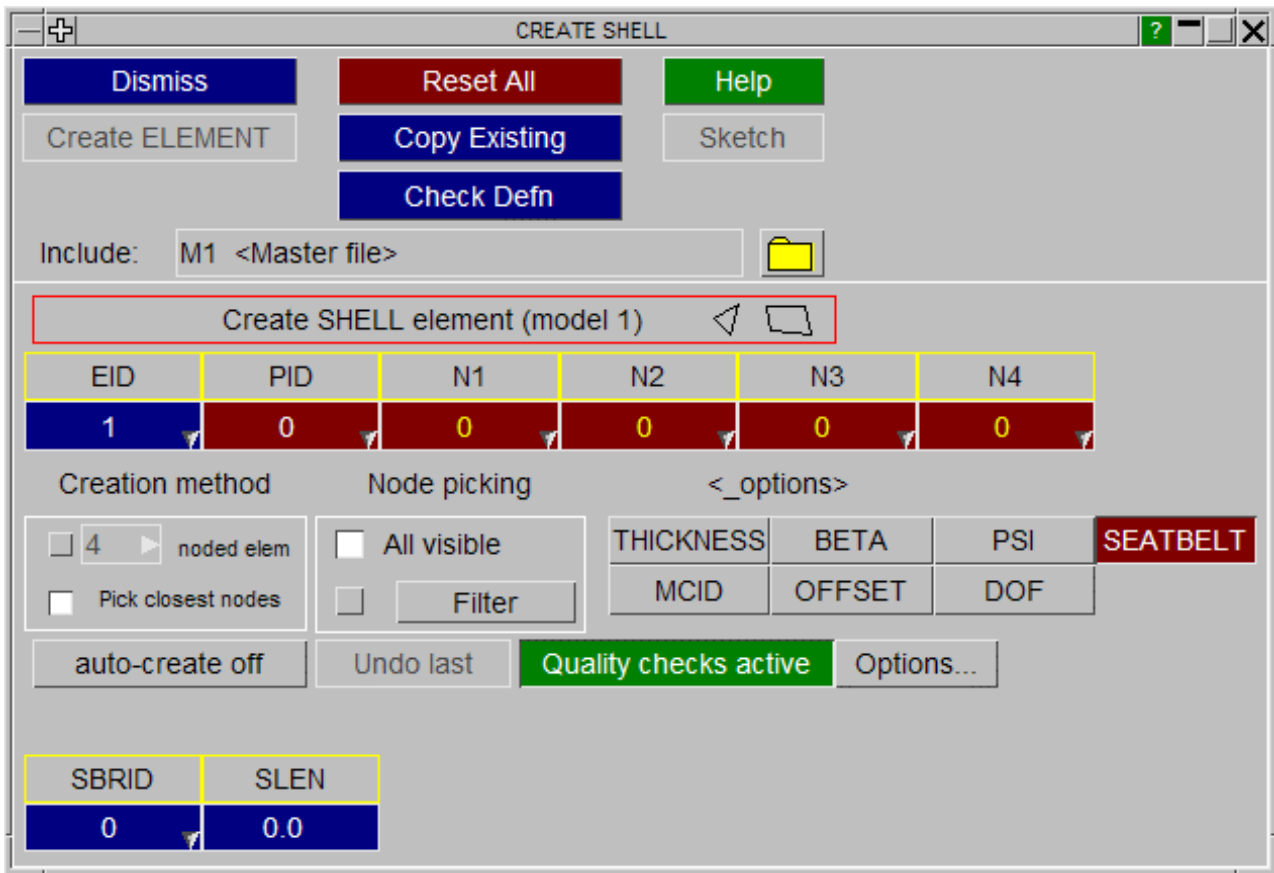 CREATE SHELL ?
Dismiss Reset All Help
Create ELEMENT Copy Existing Sketch
Check Defn
Include: M1 <Master file>
Create SHELL element (model 1)
EID PID N1 N2 N3 N4
1 0 0 0 0 0
Creation method Node picking <_options>
4 noded elem All visible THICKNESS BETA PSI SEATBELT
Pick closest nodes Filter MCID OFFSET DOF
auto-create off Undo last Quality checks active Options...
SBRID SLEN
0 0.0